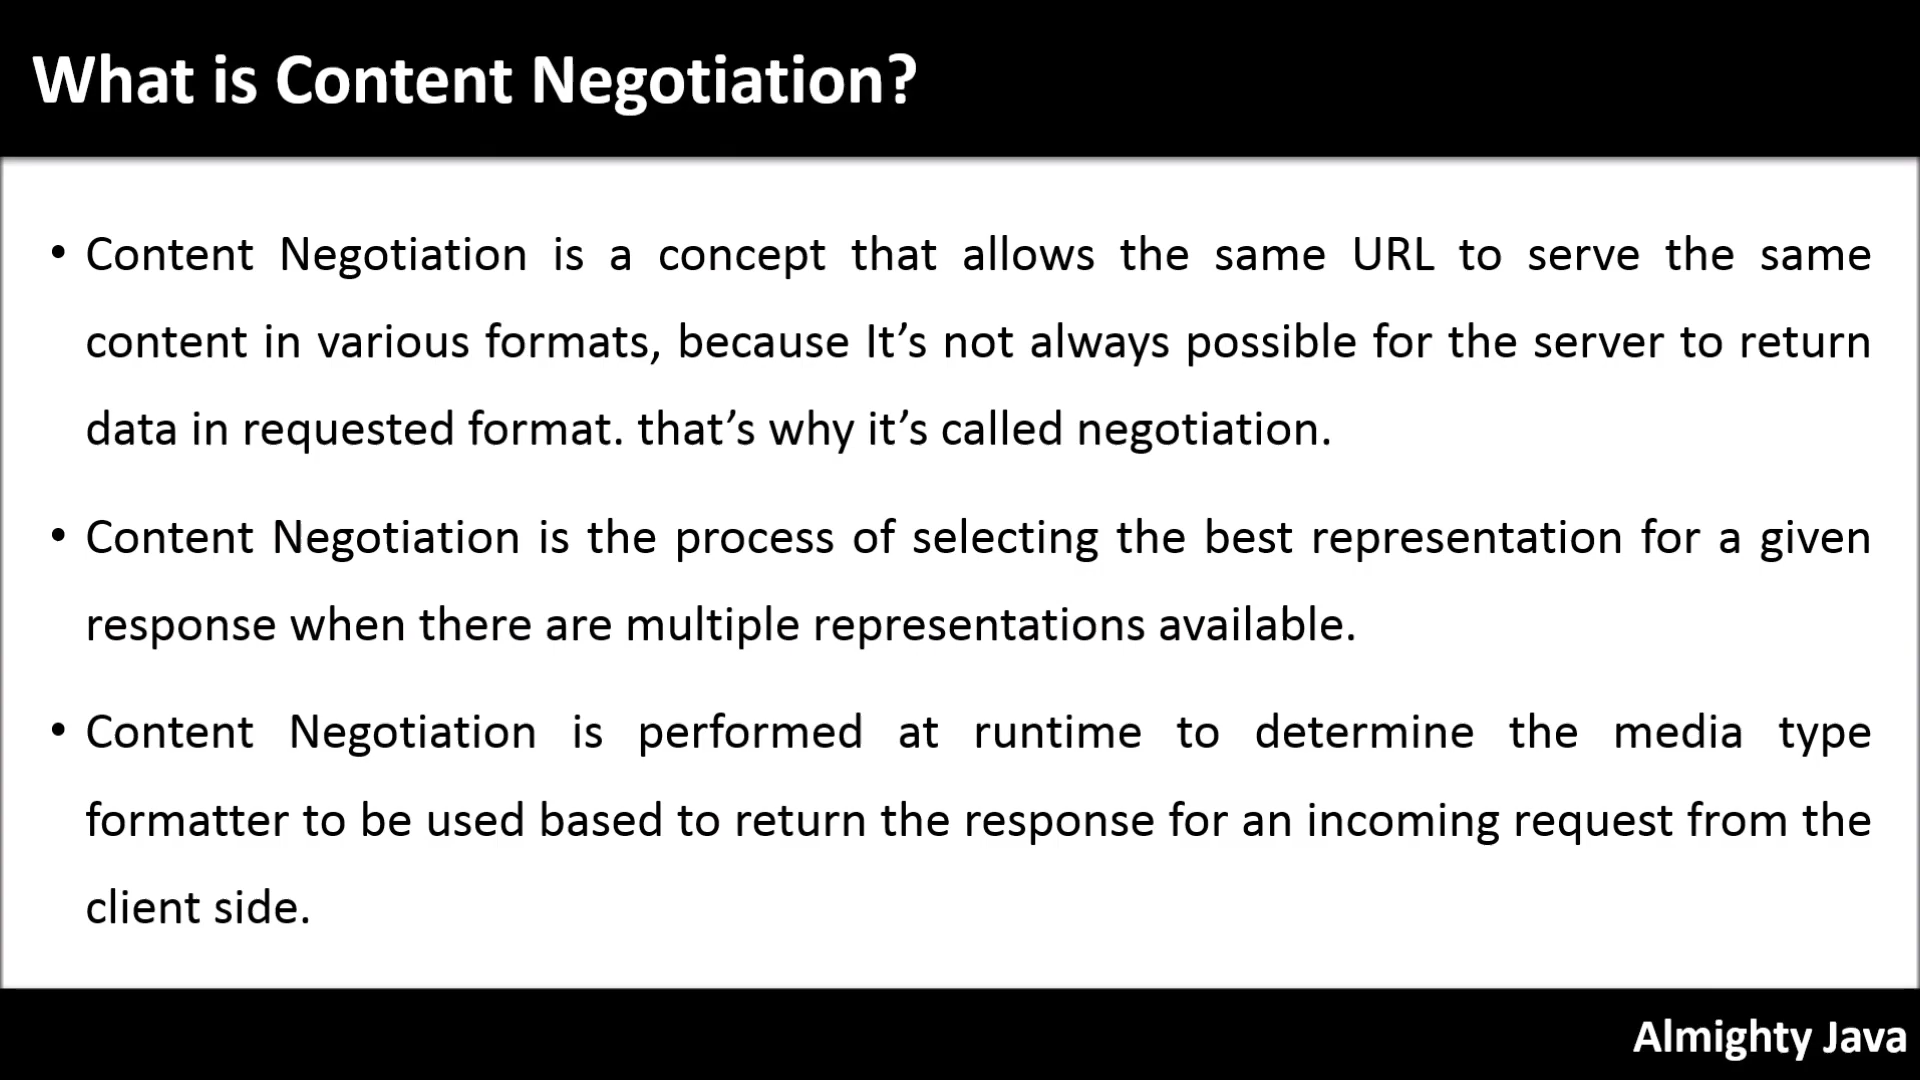 What is Content Negotiation?
• Content Negotiation is a concept that allows the same URL to serve the same
content in various formats, because It’s not always possible for the server to return
data in requested format. that’s why it’s called negotiation.
• Content Negotiation is the process of selecting the best representation for a given
response when there are multiple representations available.
• Content Negotiation is performed at runtime to determine the media type
formatter to be used based to return the response for an incoming request from the
client side.
Almighty Java